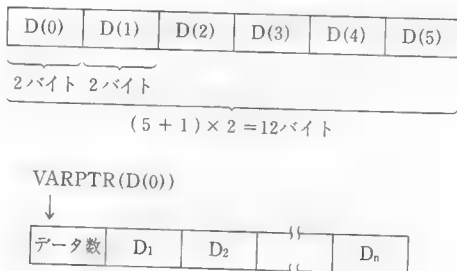 D(0) D(1) D(2) D(3) D(4) D(5)
2バイト 2バイト
(5+1)×2=12バイト
VARPTR(D(0))
データ数 D₁ D₂ Dₙ